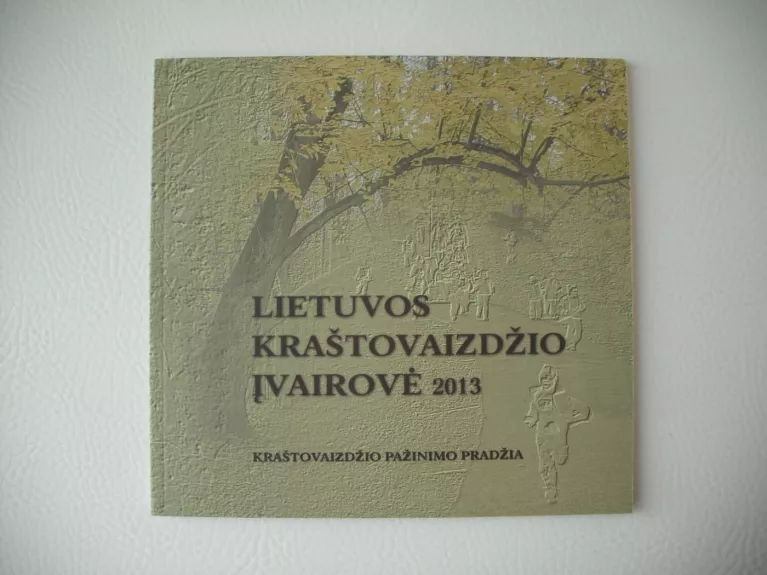 LIETUVOS
KRAŠTOVAIZDŽIO
ĮVAIROVĖ 2013
KRAŠTOVAIZDŽIO PAŽINIMO PRADŽIA